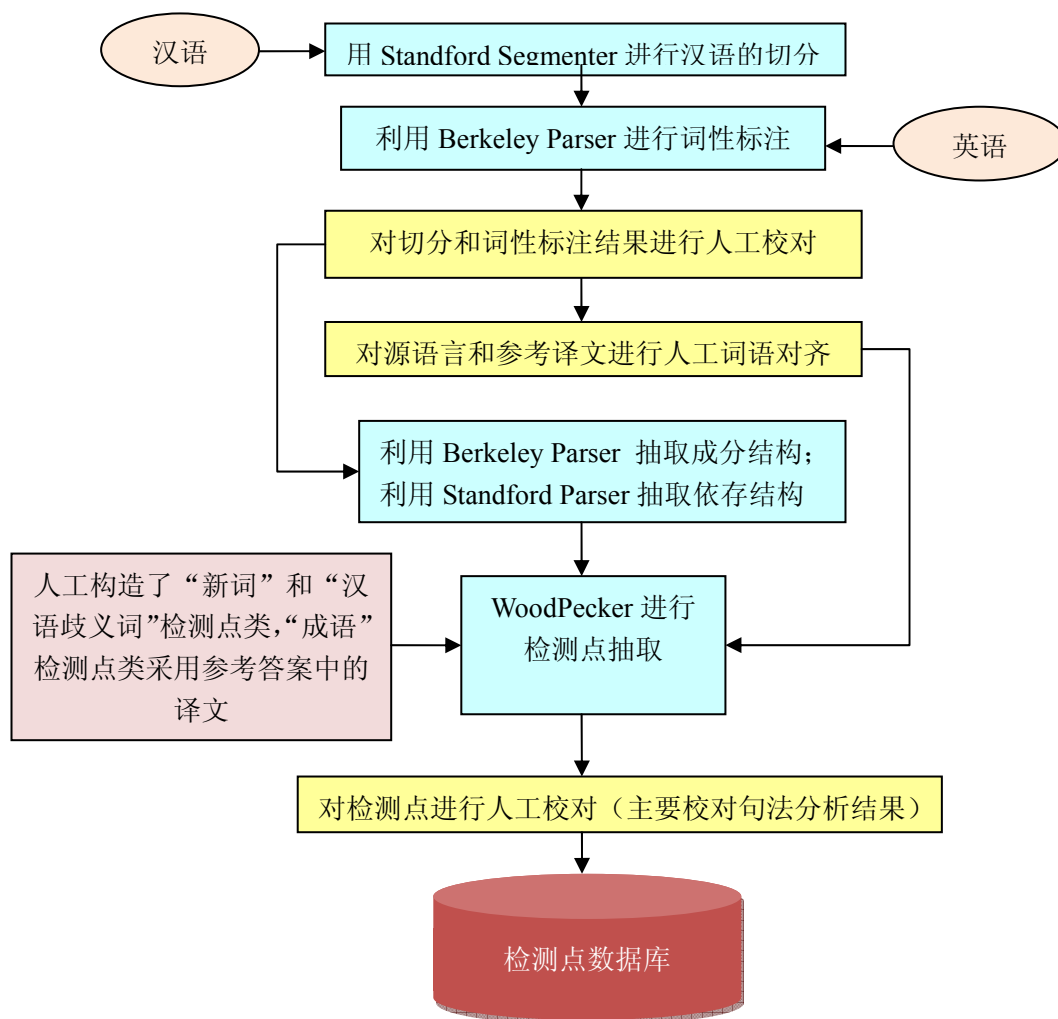 汉语
用 Standford Segmenter 进行汉语的切分
利用 Berkeley Parser 进行词性标注
英语
对切分和词性标注结果进行人工校对
对源语言和参考译文进行人工词语对齐
利用 Berkeley Parser 抽取成分结构；
利用 Standford Parser 抽取依存结构
人工构造了“新词”和“汉
语歧义词”检测点类，“成语”
检测点类采用参考答案中的
译文
WoodPecker 进行
检测点抽取
对检测点进行人工校对（主要校对句法分析结果）
检测点数据库